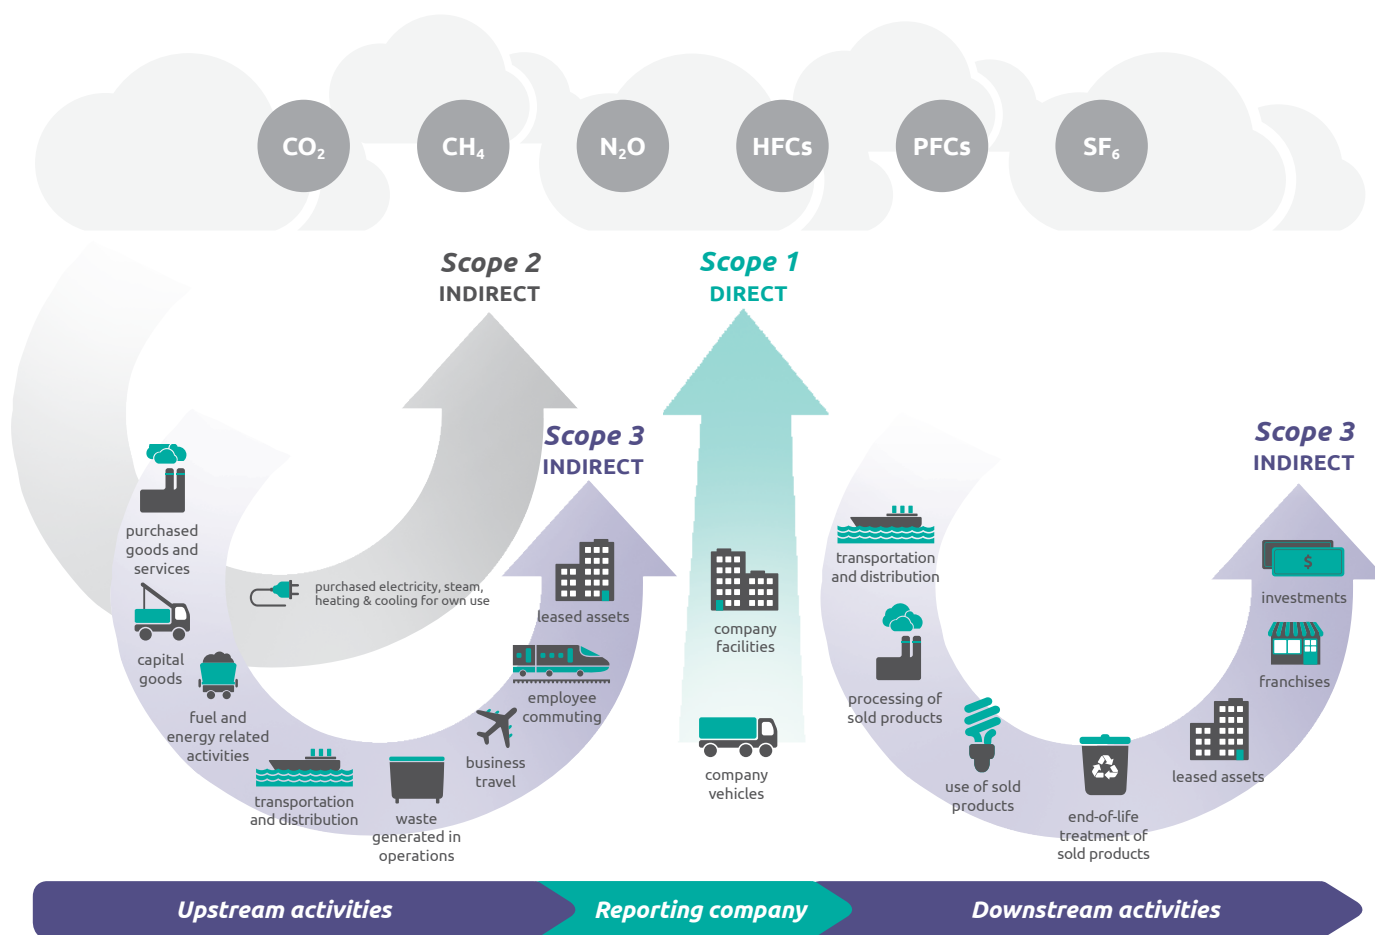 CO₂
CH₄
N₂O
HFCs
PFCs
SF₆
Scope 2
INDIRECT
Scope 1
DIRECT
Scope 3
INDIRECT
Scope 3
INDIRECT
purchased
goods and
services
capital
goods
fuel and
energy related
activities
purchased electricity, steam,
heating & cooling for own use
transportation
and distribution
waste
generated in
operations
business
travel
employee
commuting
leased assets
company
facilities
company
vehicles
transportation
and distribution
processing of
sold products
use of sold
products
end-of-life
treatment of
sold products
leased assets
franchises
$
investments
Upstream activities
Reporting company
Downstream activities